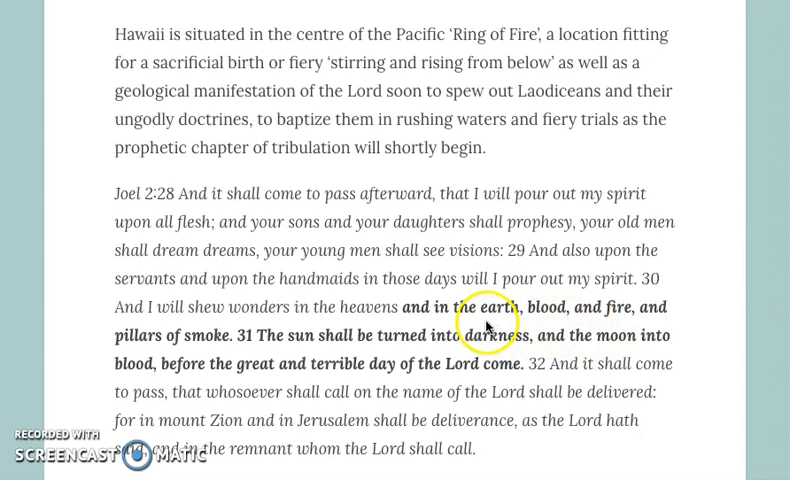 Hawaii is situated in the centre of the Pacific ‘Ring of Fire’, a location fitting
for a sacrificial birth or fiery ‘stirring and rising from below’ as well as a
geological manifestation of the Lord soon to spew out Laodiceans and their
ungodly doctrines, to baptize them in rushing waters and fiery trials as the
prophetic chapter of tribulation will shortly begin.
Joel 2:28 And it shall come to pass afterward, that I will pour out my spirit
upon all flesh; and your sons and your daughters shall prophesy, your old men
shall dream dreams, your young men shall see visions: 29 And also upon the
servants and upon the handmaids in those days will I pour out my spirit. 30
And I will shew wonders in the heavens and in the earth, blood, and fire, and
pillars of smoke. 31 The sun shall be turned into darkness, and the moon into
blood, before the great and terrible day of the Lord come. 32 And it shall come
to pass, that whosoever shall call on the name of the Lord shall be delivered:
for in mount Zion and in Jerusalem shall be deliverance, as the Lord hath
said, and in the remnant whom the Lord shall call.
RECORDED WITH
SCREENCAST MATIC